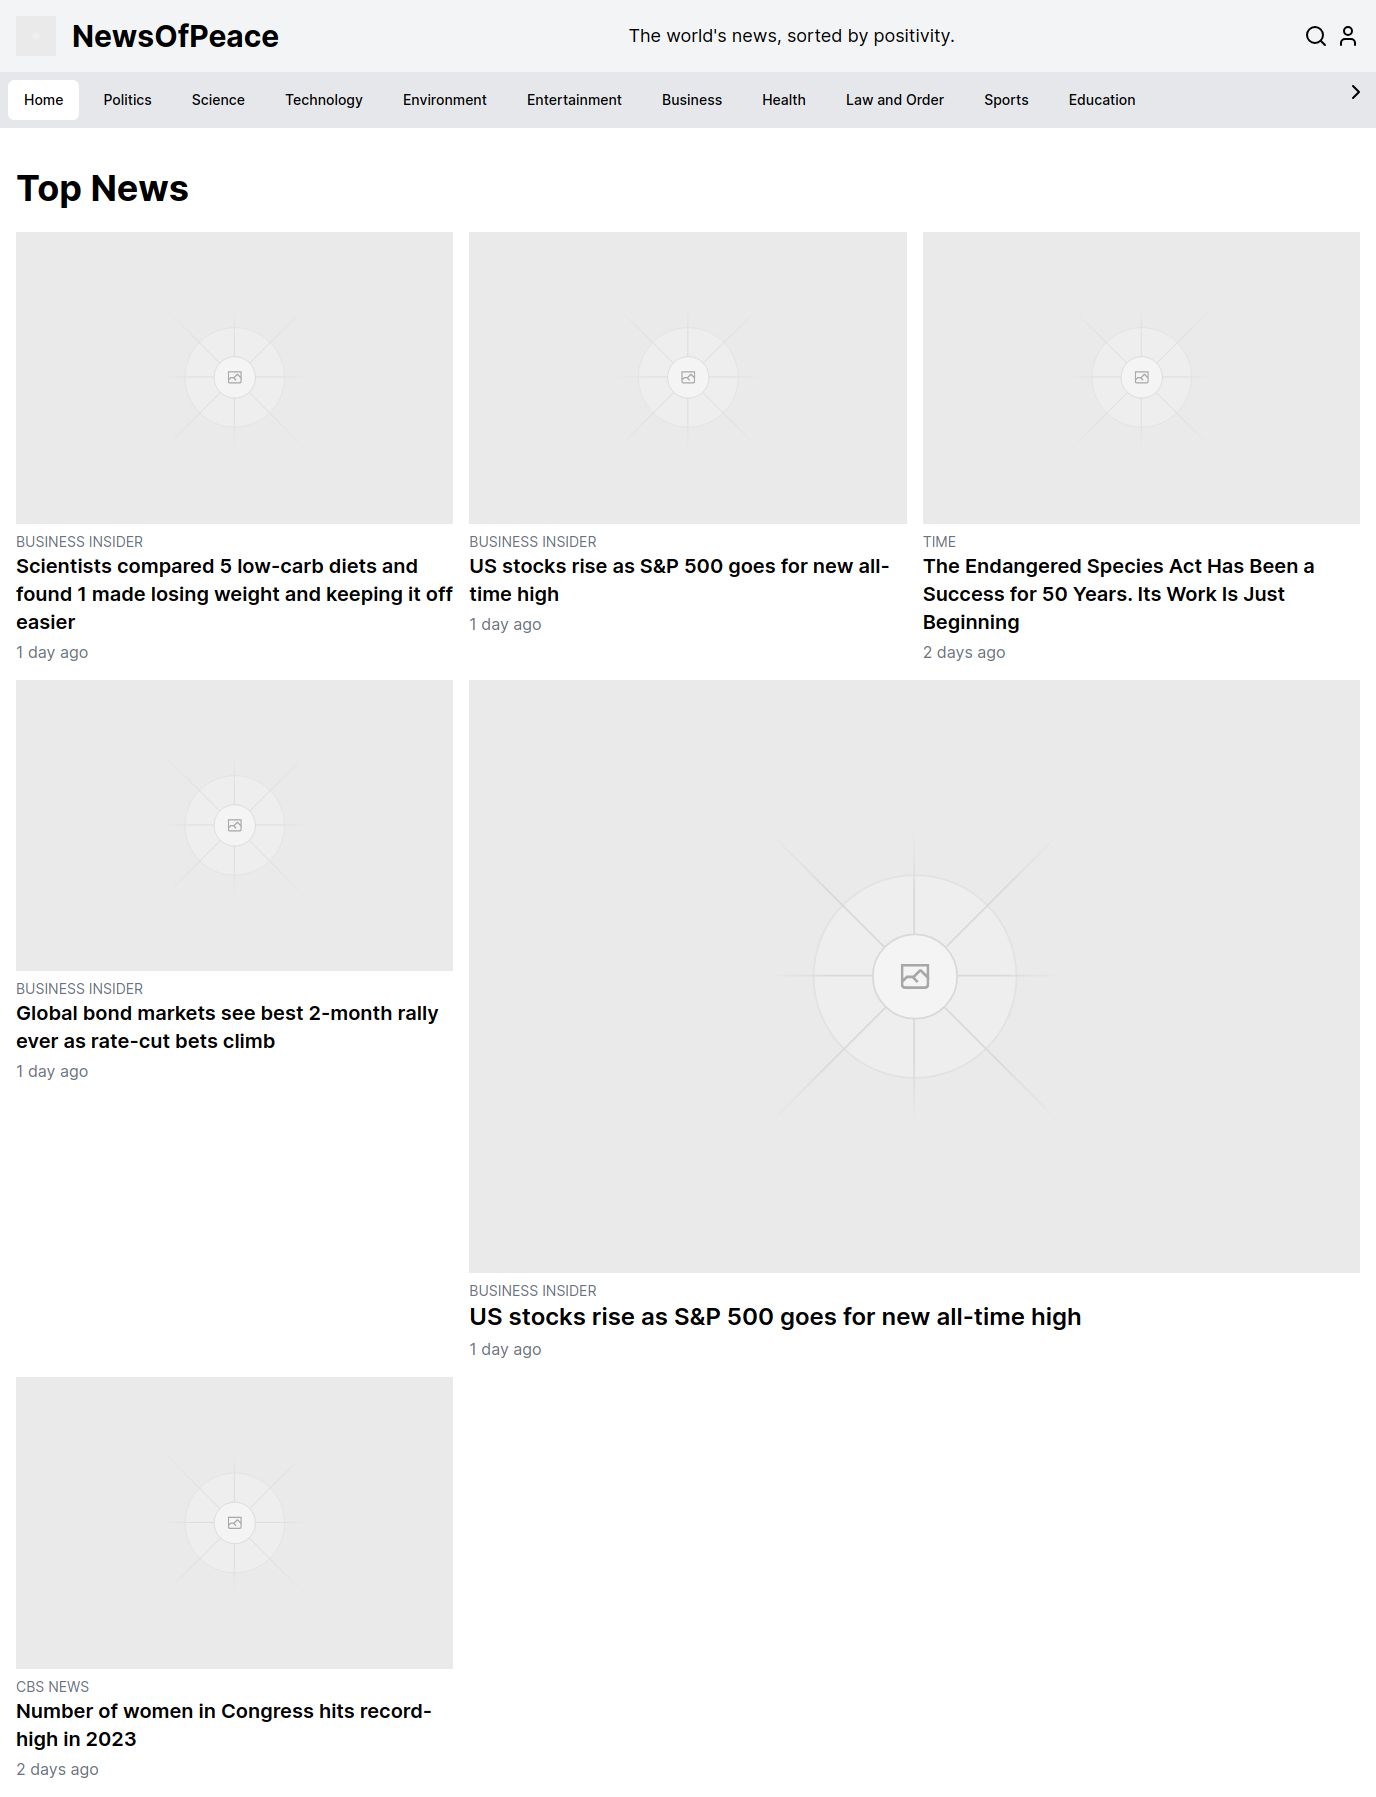 NewsOfPeace
The world's news, sorted by positivity.
Home
Politics
Science
Technology
Environment
Entertainment
Business
Health
Law and Order
Sports
Education
Top News
BUSINESS INSIDER
Scientists compared 5 low-carb diets and
found 1 made losing weight and keeping it off
easier
1 day ago
BUSINESS INSIDER
US stocks rise as S&P 500 goes for new all-
time high
1 day ago
TIME
The Endangered Species Act Has Been a
Success for 50 Years. Its Work Is Just
Beginning
2 days ago
BUSINESS INSIDER
Global bond markets see best 2-month rally
ever as rate-cut bets climb
1 day ago
BUSINESS INSIDER
US stocks rise as S&P 500 goes for new all-time high
1 day ago
CBS NEWS
Number of women in Congress hits record-
high in 2023
2 days ago